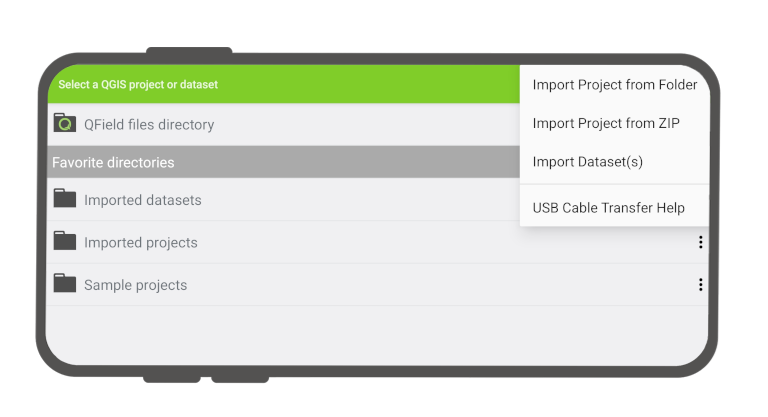 Select a QGIS project or dataset
QField files directory
Favorite directories
Imported datasets
Imported projects
Sample projects
Import Project from Folder
Import Project from ZIP
Import Dataset(s)
USB Cable Transfer Help